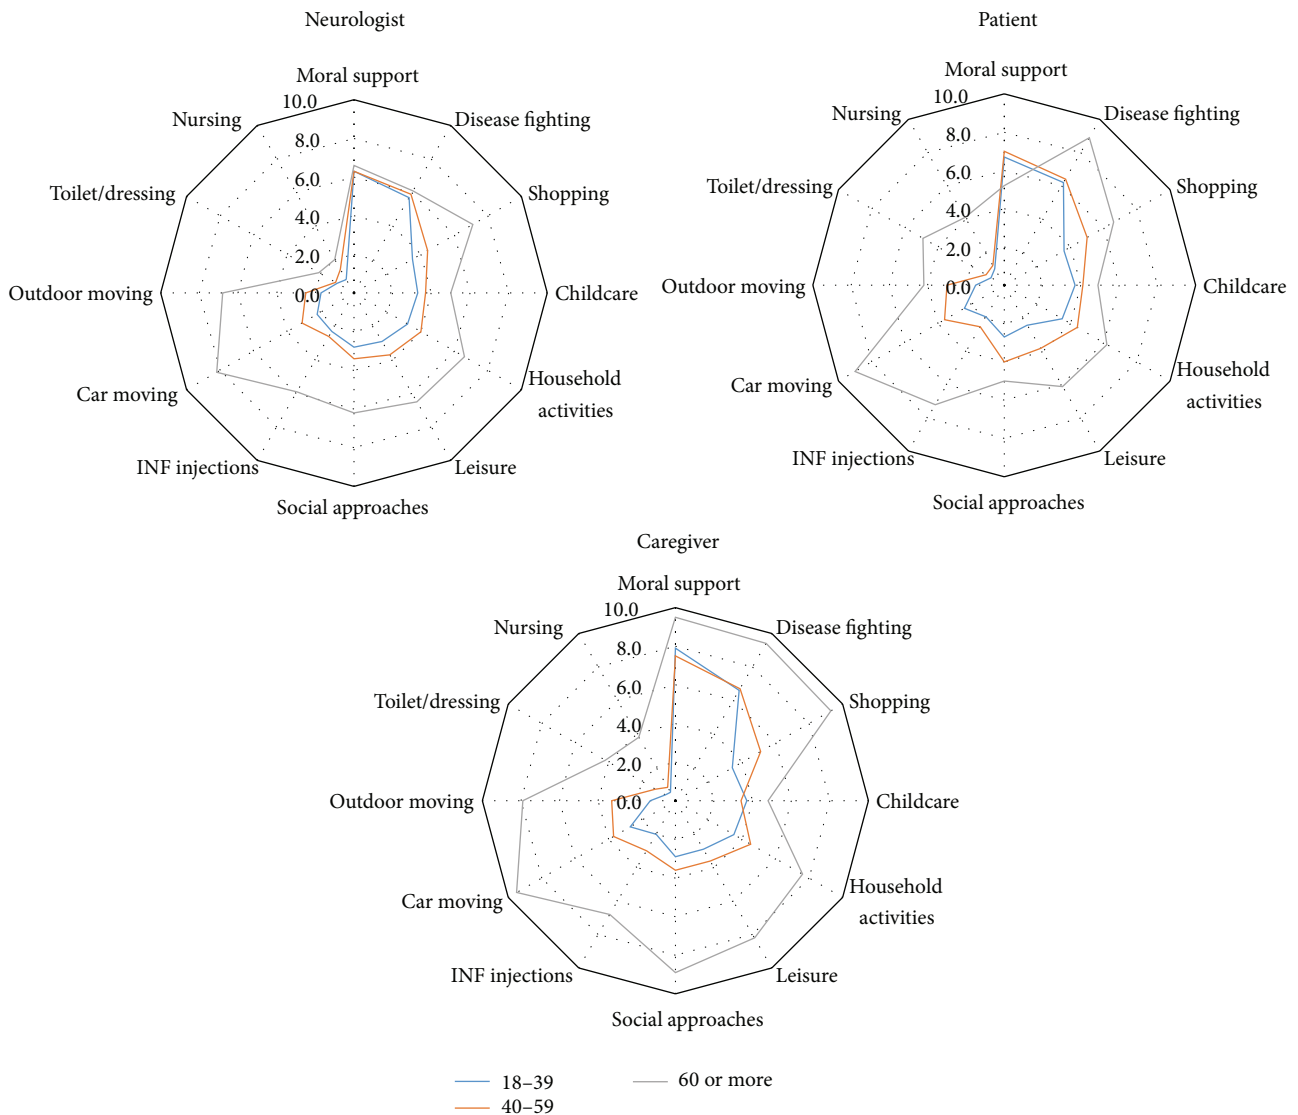 Neurologist
Moral support
Disease fighting
Shopping
Childcare
Household
activities
Leisure
Social approaches
INF injections
Car moving
Outdoor moving
Toilet/dressing
Nursing
10.0
8.0
6.0
4.0
2.0
0.0
Patient
Moral support
Disease fighting
Shopping
Childcare
Household
activities
Leisure
Social approaches
INF injections
Car moving
Outdoor moving
Toilet/dressing
Nursing
10.0
8.0
6.0
4.0
2.0
0.0
Caregiver
Moral support
Disease fighting
Shopping
Childcare
Household
activities
Leisure
Social approaches
INF injections
Car moving
Outdoor moving
Toilet/dressing
Nursing
10.0
8.0
6.0
4.0
2.0
0.0
18–39
40–59
60 or more